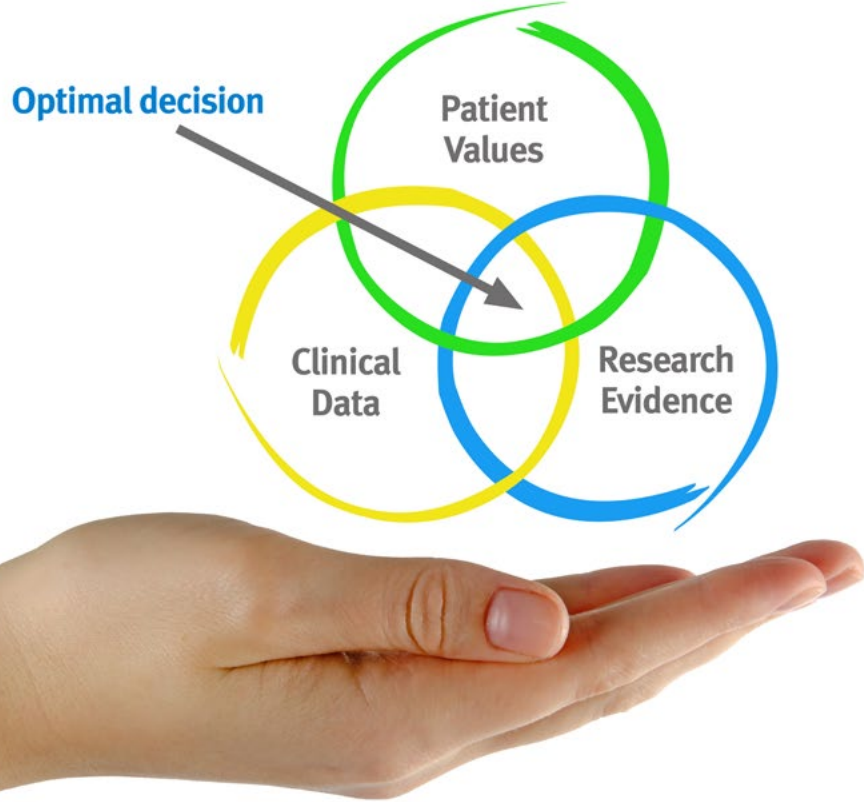 Optimal decision
Patient
Values
Clinical
Data
Research
Evidence